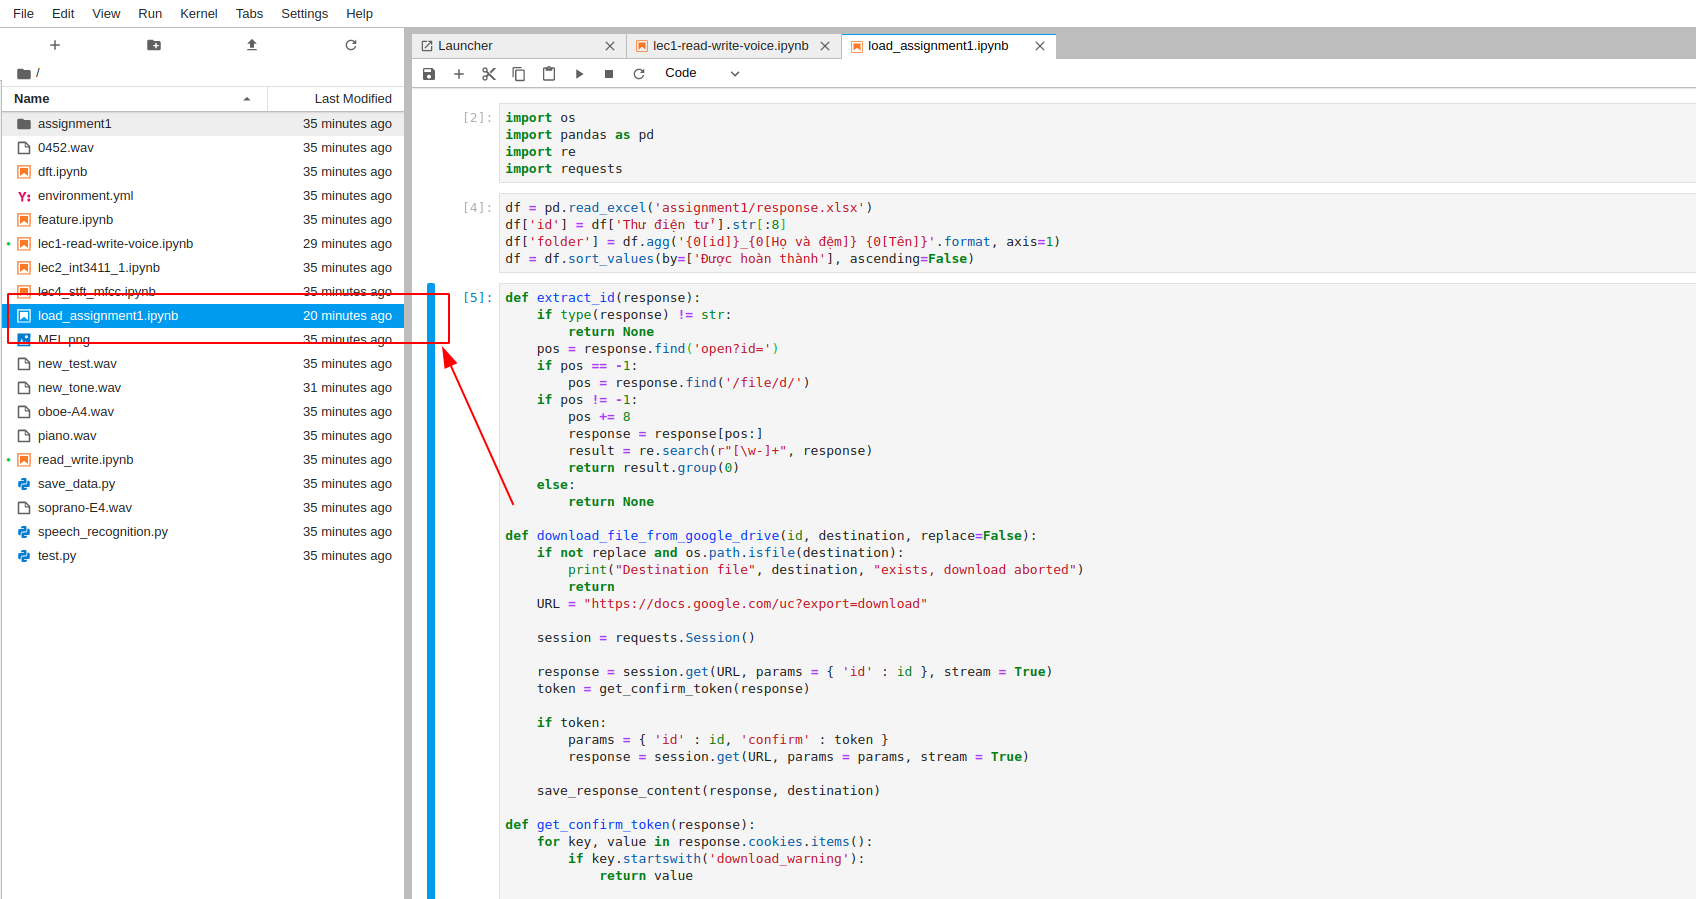 File Edit View Run Kernel Tabs Settings Help
/
Name Last Modified
assignment1 35 minutes ago
0452.wav 35 minutes ago
dft.ipynb 35 minutes ago
environment.yml 35 minutes ago
feature.ipynb 35 minutes ago
lec1-read-write-voice.ipynb 29 minutes ago
lec2_int3411_1.ipynb 35 minutes ago
lec4_stft_mfcc.ipynb 35 minutes ago
load_assignment1.ipynb 20 minutes ago
MEL.png 35 minutes ago
new_test.wav 35 minutes ago
new_tone.wav 31 minutes ago
oboe-A4.wav 35 minutes ago
piano.wav 35 minutes ago
read_write.ipynb 35 minutes ago
save_data.py 35 minutes ago
soprano-E4.wav 35 minutes ago
speech_recognition.py 35 minutes ago
test.py 35 minutes ago
Launcher lec1-read-write-voice.ipynb load_assignment1.ipynb
Code
[2]: import os
import pandas as pd
import re
import requests
[4]: df = pd.read_excel('assignment1/response.xlsx')
df['id'] = df['Thư điện tử'].str[:8]
df['folder'] = df.agg('{0[id]}_{0[Họ và đệm]} {0[Tên]}'.format, axis=1)
df = df.sort_values(by=['Được hoàn thành'], ascending=False)
[5]: def extract_id(response):
    if type(response) != str:
        return None
    pos = response.find('open?id=')
    if pos == -1:
        pos = response.find('/file/d/')
    if pos != -1:
        pos += 8
        response = response[pos:]
        result = re.search(r"[\w-]+", response)
        return result.group(0)
    else:
        return None
def download_file_from_google_drive(id, destination, replace=False):
    if not replace and os.path.isfile(destination):
        print("Destination file", destination, "exists, download aborted")
        return
    URL = "https://docs.google.com/uc?export=download"
    session = requests.Session()
    response = session.get(URL, params = { 'id' : id }, stream = True)
    token = get_confirm_token(response)
    if token:
        params = { 'id' : id, 'confirm' : token }
        response = session.get(URL, params = params, stream = True)
    save_response_content(response, destination)
def get_confirm_token(response):
    for key, value in response.cookies.items():
        if key.startswith('download_warning'):
            return value